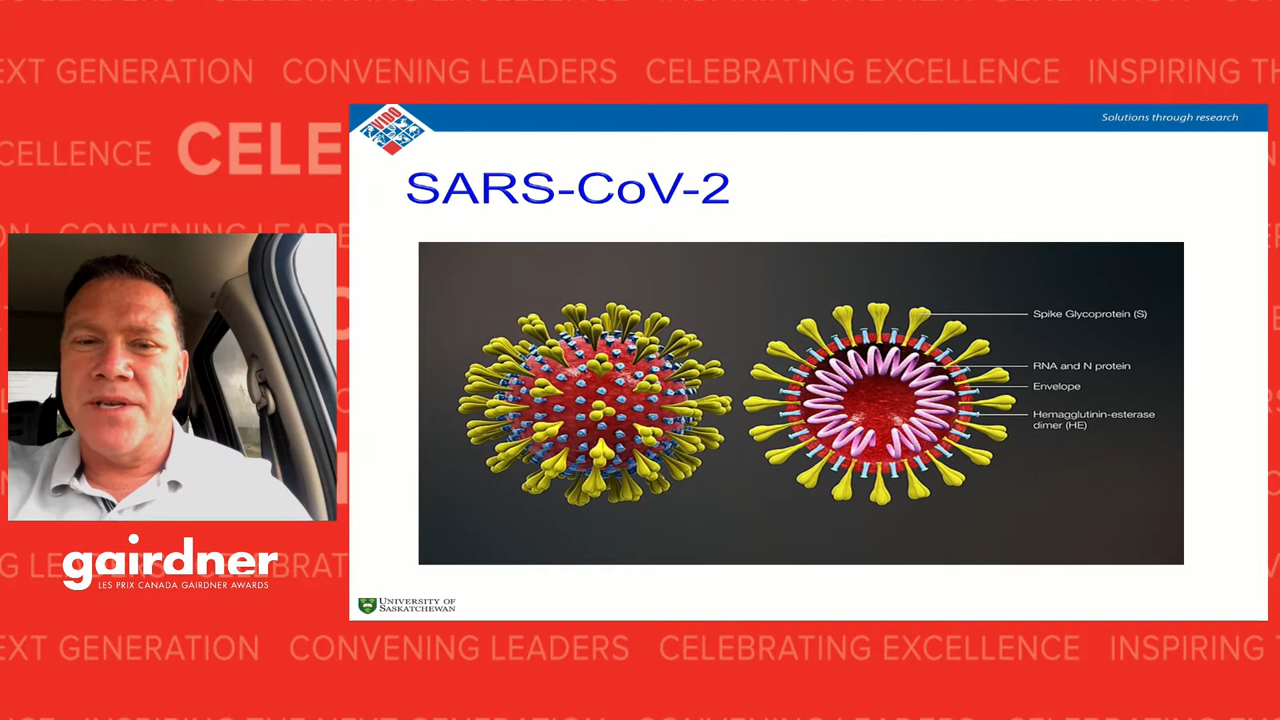 EXT GENERATION CONVENING LEADERS CELEBRATING EXCELLENCE INSPIRING TH
CELLENCE CELE
VIDO
Solutions through research
SARS-CoV-2
Spike Glycoprotein (S)
RNA and N protein
Envelope
Hemagglutinin-esterase
dimer (HE)
gairdner
LES PRIX CANADA GAIRDNER AWARDS
UNIVERSITY OF
SASKATCHEWAN
EXT GENERATION CONVENING LEADERS CELEBRATING EXCELLENCE INSPIRING